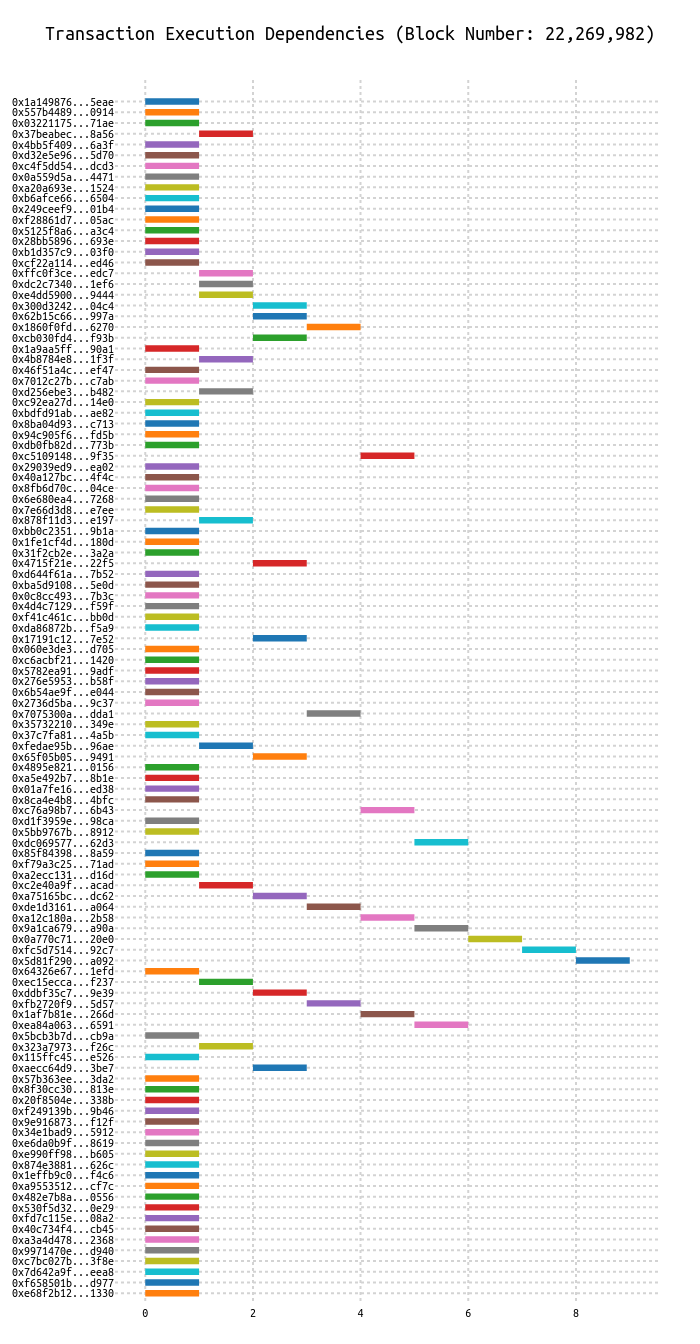 Transaction Execution Dependencies (Block Number: 22,269,982)
0x1a149876...5eae
0x557b4489...0914
0x03221175...71ae
0x37beabec...8a56
0x4bb5f409...6a3f
0xd32e5e96...5d70
0xc4f5dd54...dcd3
0x0a559d5a...4471
0xa20a693e...1524
0xb6afce66...6504
0x249ceef9...01b4
0xf28861d7...05ac
0x5125f8a6...a3c4
0x28bb5896...693e
0xb1d357c9...03f0
0xcf22a114...ed46
0xffc0f3ce...edc7
0xdc2c7340...1ef6
0xe4dd5900...9444
0x300d3242...04c4
0x62b15c66...997a
0x1860f0fd...6270
0xcb030fd4...f93b
0x1a9aa5ff...90a1
0x4b8784e8...1f3f
0x46f51a4c...ef47
0x7012c27b...c7ab
0xd256ebe3...b482
0xc92ea27d...14e0
0xbdfd91ab...ae82
0x8ba04d93...c713
0x94c905f6...fd5b
0xdb0fb82d...773b
0xc5109148...9f35
0x29039ed9...ea02
0x40a127bc...4f4c
0x8fb6d70c...04ce
0x6e680ea4...7268
0x7e66d3d8...e7ee
0x878f11d3...e197
0xbb0c2351...9b1a
0x1fe1cf4d...180d
0x31f2cb2e...3a2a
0x4715f21e...22f5
0xd644f61a...7b52
0xba5d9108...5e0d
0x0c8cc493...7b3c
0x4d4c7129...f59f
0xf41c461c...bb0d
0xda86872b...f5a9
0x17191c12...7e52
0x060e3de3...d705
0xc6acbf21...1420
0x5782ea91...9adf
0x276e5953...b58f
0x6b54ae9f...e044
0x2736d5ba...9c37
0x7075300a...dda1
0x35732210...349e
0x37c7fa81...4a5b
0xfedae95b...96ae
0x65f05b05...9491
0x4895e821...0156
0xa5e492b7...8b1e
0x01a7fe16...ed38
0x8ca4e4b8...4bfc
0xc76a98b7...6b43
0xd1f3959e...98ca
0x5bb9767b...8912
0xdc069577...62d3
0x85f84398...8a59
0xf79a3c25...71ad
0xa2ecc131...d16d
0xc2e40a9f...acad
0xa75165bc...dc62
0xde1d3161...a064
0xa12c180a...2b58
0x9a1ca679...a90a
0x0a770c71...20e0
0xfc5d7514...92c7
0x5d81f290...a092
0x64326e67...1efd
0xec15ecca...f237
0xddbf35c7...9e39
0xfb2720f9...5d57
0x1af7b81e...266d
0xea84a063...6591
0x5bcb3b7d...cb9a
0x323a7973...f26c
0x115ffc45...e526
0xaecc64d9...3be7
0x57b363ee...3da2
0x8f30cc30...813e
0x20f8504e...338b
0xf249139b...9b46
0x9e916873...f12f
0x34e1bad9...5912
0xe6da0b9f...8619
0xe990ff98...b605
0x874e3881...626c
0x1effb9c0...f4c6
0xa9553512...cf7c
0x482e7b8a...0556
0x530f5d32...0e29
0xfd7c115e...08a2
0x40c734f4...cb45
0xa3a4d478...2368
0x9971470e...d940
0xc7bc027b...3f8e
0x7d642a9f...eea8
0xf658501b...d977
0xe68f2b12...1330
0 2 4 6 8